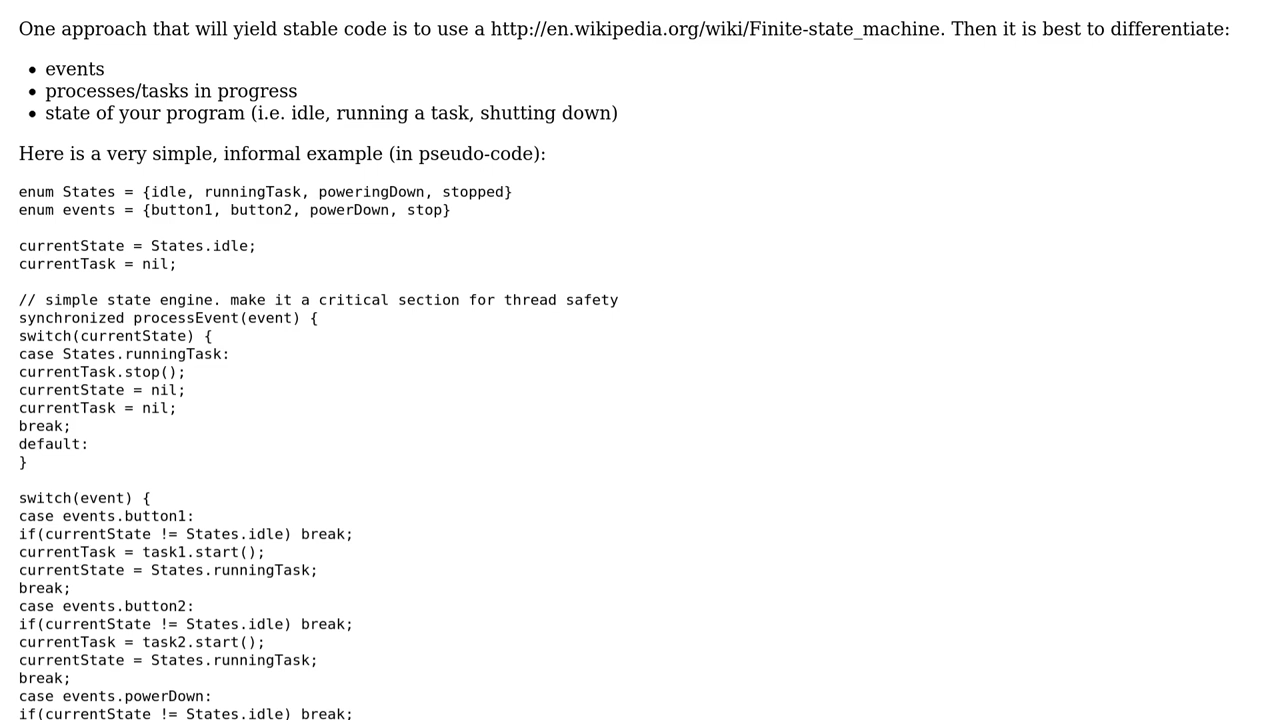 One approach that will yield stable code is to use a http://en.wikipedia.org/wiki/Finite-state_machine. Then it is best to differentiate:
• events
• processes/tasks in progress
• state of your program (i.e. idle, running a task, shutting down)
Here is a very simple, informal example (in pseudo-code):
enum States = {idle, runningTask, poweringDown, stopped}
enum events = {button1, button2, powerDown, stop}
currentState = States.idle;
currentTask = nil;
// simple state engine. make it a critical section for thread safety
synchronized processEvent(event) {
switch(currentState) {
case States.runningTask:
currentTask.stop();
currentState = nil;
currentTask = nil;
break;
default:
}
switch(event) {
case events.button1:
if(currentState != States.idle) break;
currentTask = task1.start();
currentState = States.runningTask;
break;
case events.button2:
if(currentState != States.idle) break;
currentTask = task2.start();
currentState = States.runningTask;
break;
case events.powerDown:
if(currentState != States.idle) break;